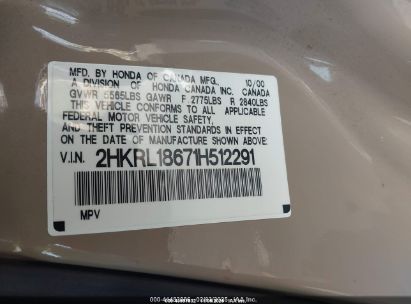 MFD. BY HONDA OF CANADA MFG. 10/00
A DIVISION OF HONDA CANADA INC. CANADA
GVWR 5565LBS GAWR F 2775LBS R 2840LBS
THIS VEHICLE CONFORMS TO ALL APPLICABLE
FEDERAL MOTOR VEHICLE SAFETY
AND THEFT PREVENTION STANDARDS IN EFFECT
ON THE DATE OF MANUFACTURE SHOWN ABOVE.
V.I.N. 2HKRL18671H512291
MPV